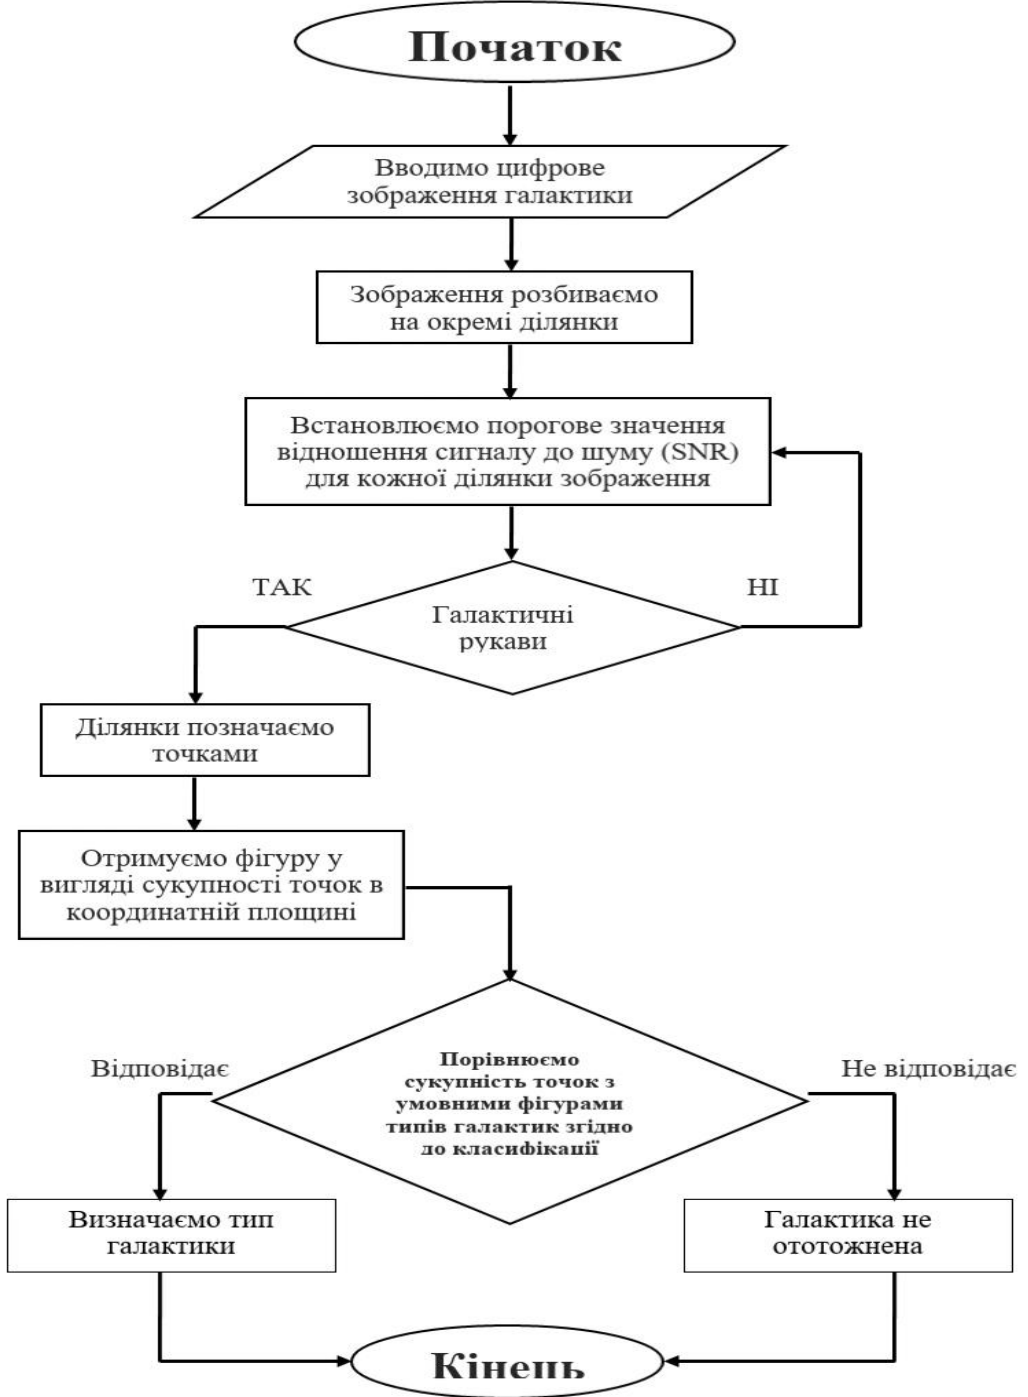 Початок
Вводимо цифрове
зображення галактики
Зображення розбиваємо
на окремі ділянки
Встановлюємо порогове значення
відношення сигналу до шуму (SNR)
для кожної ділянки зображення
ТАК
НІ
Галактичні
рукави
Ділянки позначаємо
точками
Отримуємо фігуру у
вигляді сукупності точок в
координатній площині
Відповідає
Не відповідає
Порівнюємо
сукупність точок з
умовними фігурами
типів галактик згідно
до класифікації
Визначаємо тип
галактики
Галактика не
ототожнена
Кінець